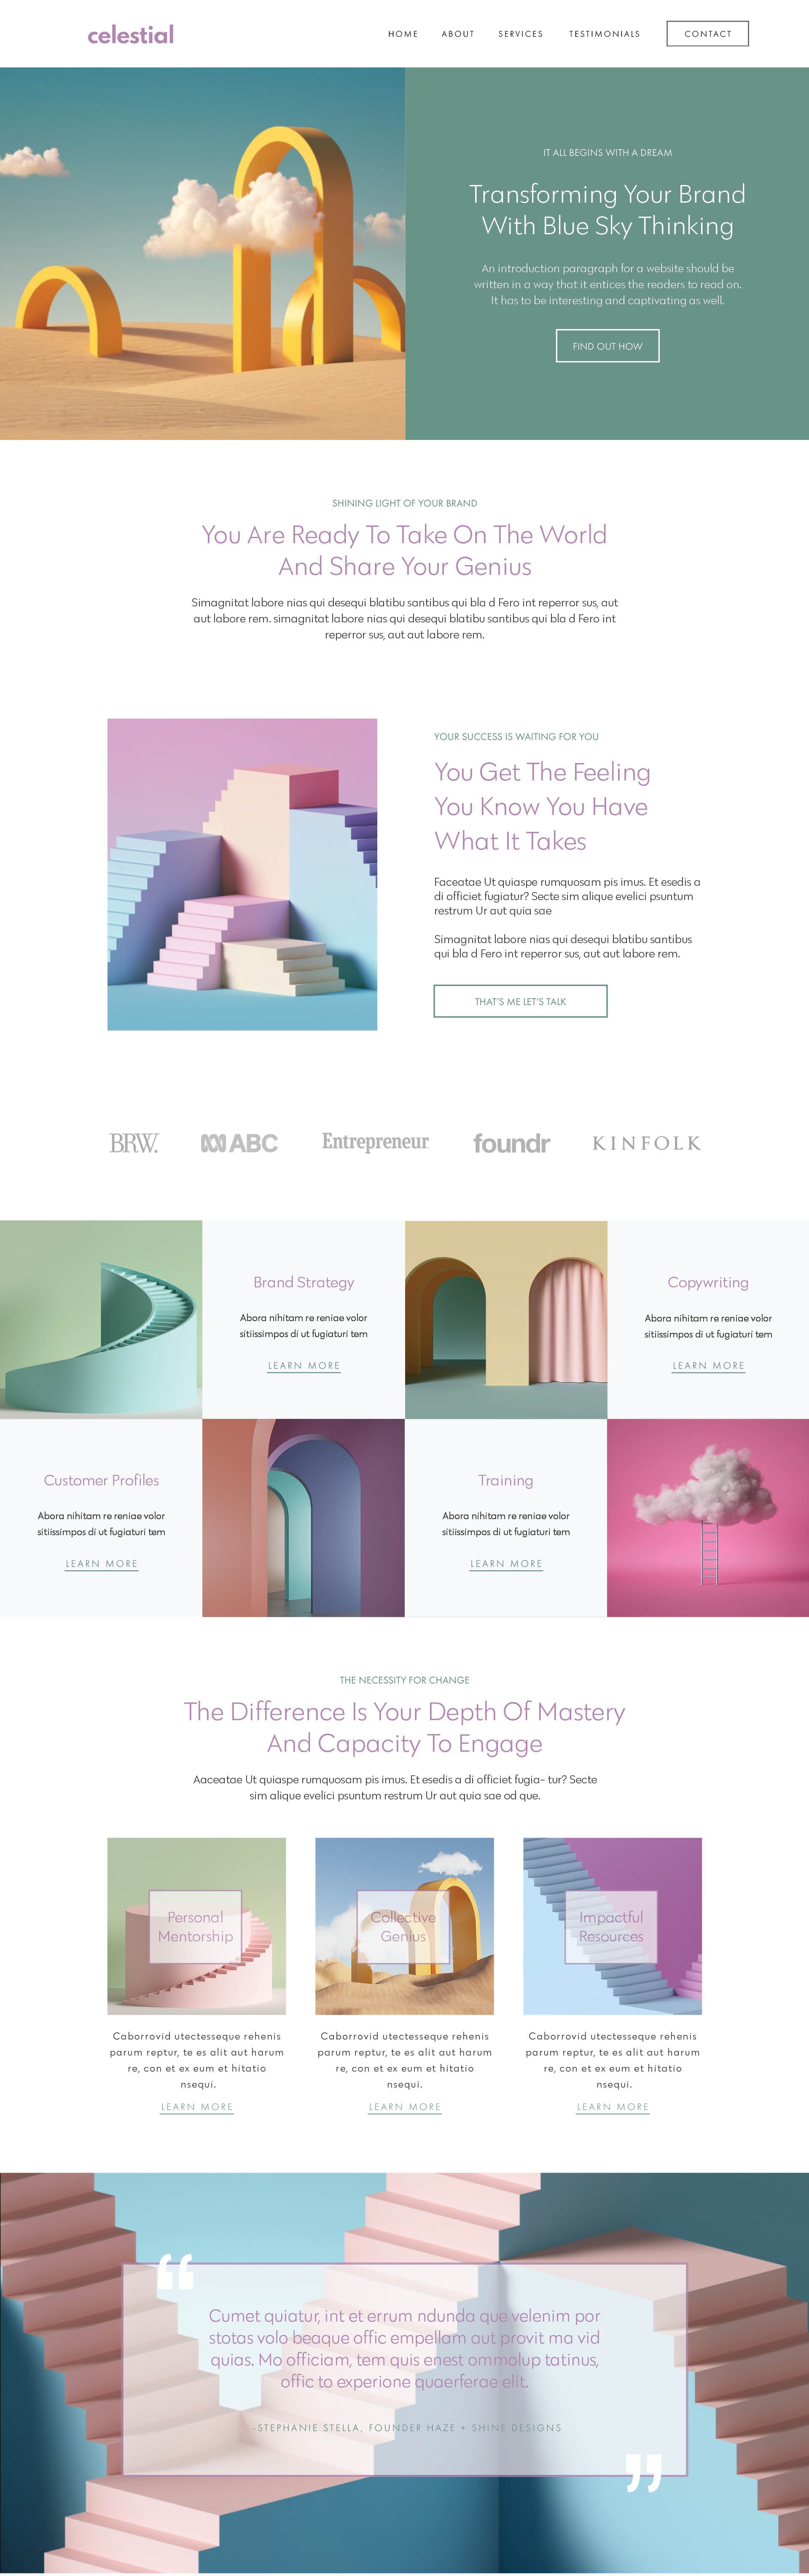 celestial
HOME ABOUT SERVICES TESTIMONIALS CONTACT
IT ALL BEGINS WITH A DREAM
Transforming Your Brand
With Blue Sky Thinking
An introduction paragraph for a website should be
written in a way that it entices the readers to read on.
It has to be interesting and captivating as well.
FIND OUT HOW
SHINING LIGHT OF YOUR BRAND
You Are Ready To Take On The World
And Share Your Genius
Simagnitat labore nias qui desequi blatibu santibus qui bla d Fero int reperror sus, aut
aut labore rem. simagnitat labore nias qui desequi blatibu santibus qui bla d Fero int
reperror sus, aut aut labore rem.
YOUR SUCCESS IS WAITING FOR YOU
You Get The Feeling
You Know You Have
What It Takes
Faceatae Ut quiaspe rumquosam pis imus. Et esedis a
di officiet fugiatur? Secte sim alique evelici psuntum
restrum Ur aut quia sae
Simagnitat labore nias qui desequi blatibu santibus
qui bla d Fero int reperror sus, aut aut labore rem.
THAT'S ME LET'S TALK
BRW. ABC Entrepreneur foundr KINFOLK
Brand Strategy
Abora nihitam re reniae volor
sitiissimpos di ut fugiaturi tem
LEARN MORE
Copywriting
Abora nihitam re reniae volor
sitiissimpos di ut fugiaturi tem
LEARN MORE
Customer Profiles
Abora nihitam re reniae volor
sitiissimpos di ut fugiaturi tem
LEARN MORE
Training
Abora nihitam re reniae volor
sitiissimpos di ut fugiaturi tem
LEARN MORE
THE NECESSITY FOR CHANGE
The Difference Is Your Depth Of Mastery
And Capacity To Engage
Aaceatae Ut quiaspe rumquosam pis imus. Et esedis a di officiet fugia– tur? Secte
sim alique evelici psuntum restrum Ur aut quia sae od que.
Personal
Mentorship
Caborrovid utectesseque rehenis
parum reptur, te es alit aut harum
re, con et ex eum et hitatio
nsequi.
LEARN MORE
Collective
Genius
Caborrovid utectesseque rehenis
parum reptur, te es alit aut harum
re, con et ex eum et hitatio
nsequi.
LEARN MORE
Impactful
Resources
Caborrovid utectesseque rehenis
parum reptur, te es alit aut harum
re, con et ex eum et hitatio
nsequi.
LEARN MORE
“
Cumet quiatur, int et errum ndunda que velenim por
stotas volo beaque offic empellam aut provit ma vid
quias. Mo officiam, tem quis enest ommolup tatinus,
offic to experione quaerferae elit.
-STEPHANIE STELLA, FOUNDER HAZE + SHINE DESIGNS
”